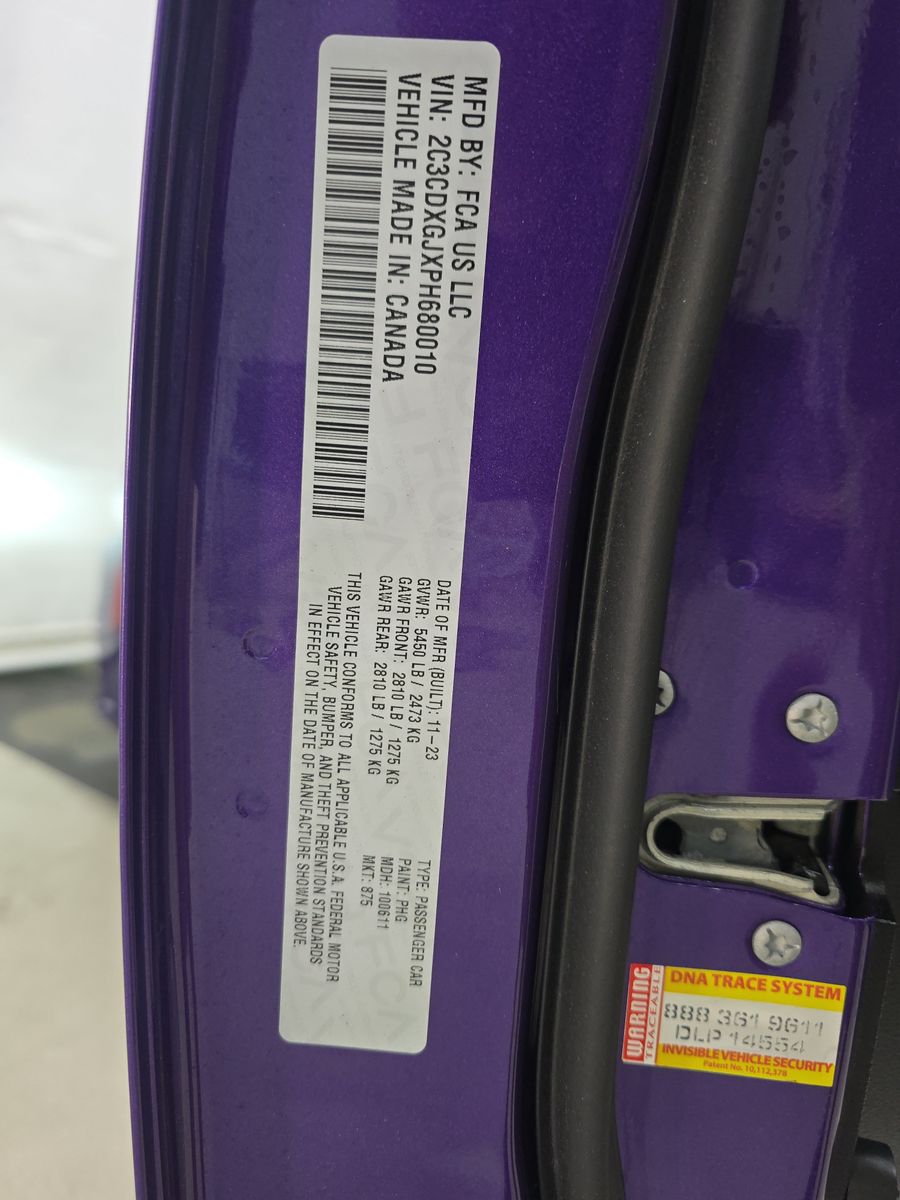 MFD BY: FCA US LLC
VIN: 2C3CDXGJXPH680010
VEHICLE MADE IN: CANADA
DATE OF MFR (BUILT): 11-23
GVWR: 5450 LB / 2473 KG
GAWR FRONT: 2810 LB / 1275 KG
GAWR REAR: 2810 LB / 1275 KG
THIS VEHICLE CONFORMS TO ALL APPLICABLE U.S.A. FEDERAL MOTOR
VEHICLE SAFETY, BUMPER, AND THEFT PREVENTION STANDARDS
IN EFFECT ON THE DATE OF MANUFACTURE SHOWN ABOVE.
TYPE: PASSENGER CAR
PAINT: PHG
MDH: 100611
MKT: 875
WARNING
TRACEABLE
DNA TRACE SYSTEM
888 361 9611
DLP 14554
INVISIBLE VEHICLE SECURITY
Patent No. 10,112,378